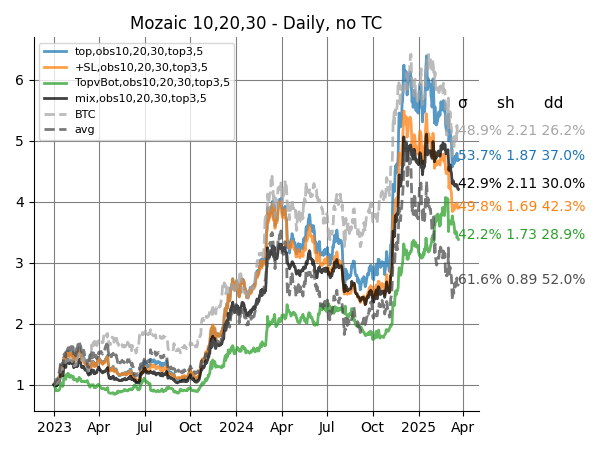 Mozaic 10,20,30 - Daily, no TC
top,obs10,20,30,top3,5
+SL,obs10,20,30,top3,5
TopvBot,obs10,20,30,top3,5
mix,obs10,20,30,top3,5
BTC
avg
σ sh dd
48.9% 2.21 26.2%
53.7% 1.87 37.0%
42.9% 2.11 30.0%
49.8% 1.69 42.3%
42.2% 1.73 28.9%
61.6% 0.89 52.0%
6
5
4
3
2
1
2023 Apr Jul Oct 2024 Apr Jul Oct 2025 Apr